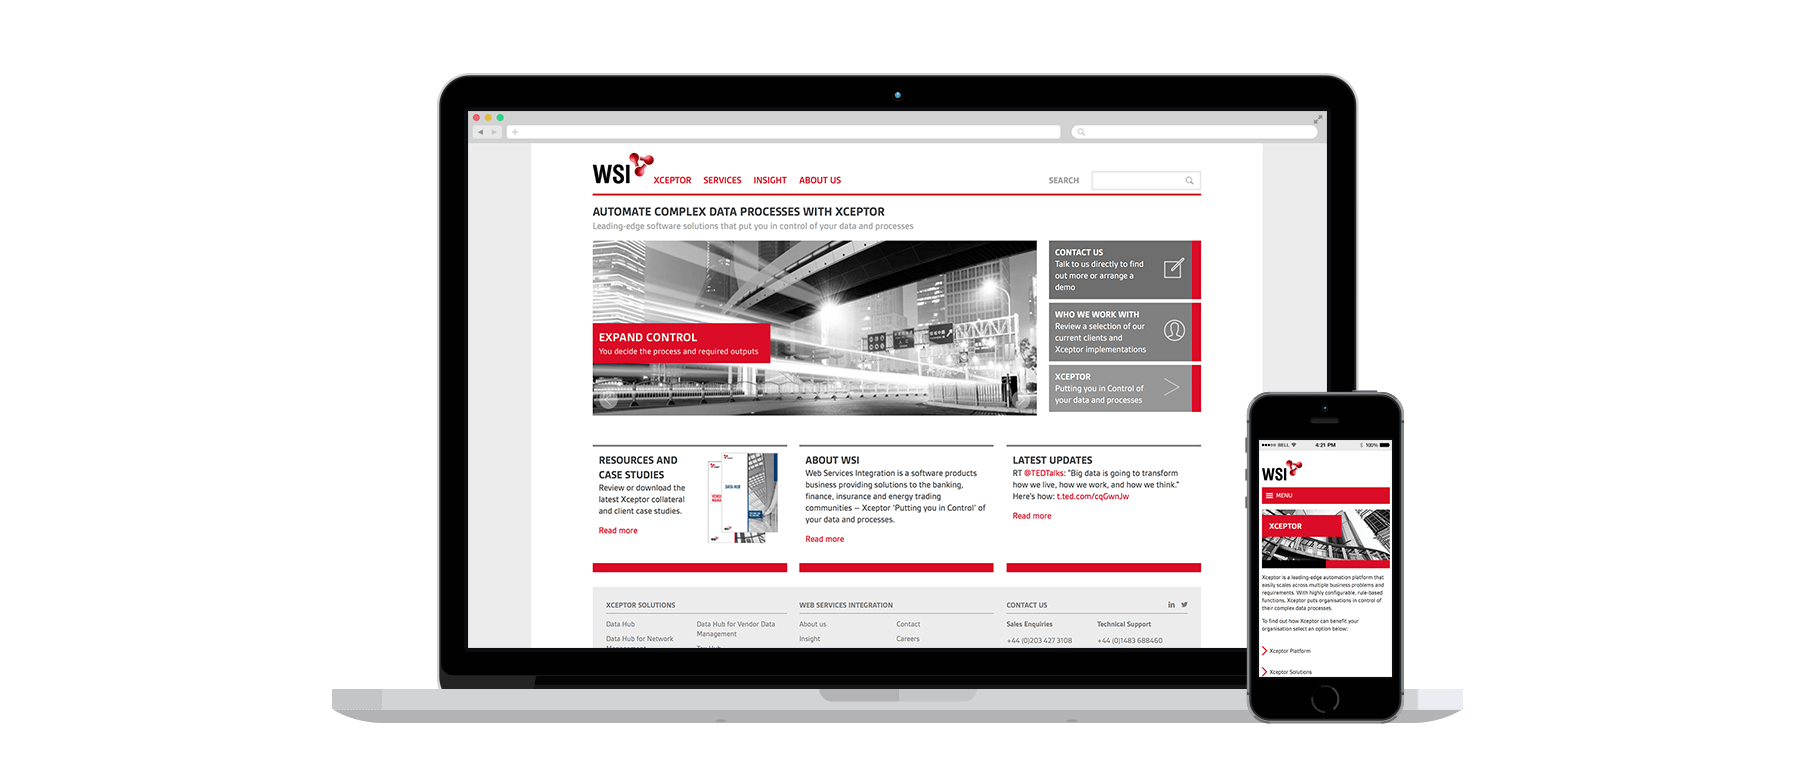 WSI
XCEPTOR SERVICES INSIGHT ABOUT US
SEARCH
AUTOMATE COMPLEX DATA PROCESSES WITH XCEPTOR
Leading-edge software solutions that put you in control of your data and processes
EXPAND CONTROL
You decide the process and required outputs
CONTACT US
Talk to us directly to find
out more or arrange a
demo
WHO WE WORK WITH
Review a selection of our
current clients and
Xceptor implementations
XCEPTOR
Putting you in Control of
your data and processes
RESOURCES AND
CASE STUDIES
Review or download the
latest Xceptor collateral
and client case studies.
Read more
DATA HUB
ABOUT WSI
Web Services Integration is a software products
business providing solutions to the banking,
finance, insurance and energy trading
communities – Xceptor 'Putting you in Control' of
your data and processes.
Read more
LATEST UPDATES
RT @TEDTalks: "Big data is going to transform
how we live, how we work, and how we think."
Here's how: t.ted.com/cqGwnJw
Read more
XCEPTOR SOLUTIONS
Data Hub
Data Hub for Network
Data Hub for Vendor Data
Management
WEB SERVICES INTEGRATION
About us
Insight
Contact
Careers
CONTACT US
in
Sales Enquiries
+44 (0)203 427 3108
Technical Support
+44 (0)1483 688460
BELL 4:21 PM 100%
WSI
MENU
XCEPTOR
Xceptor is a leading-edge automation platform that
easily scales across multiple business problems and
requirements. With highly configurable, rule-based
functions, Xceptor puts organisations in control of
their complex data processes.
To find out how Xceptor can benefit your
organisation select an option below:
Xceptor Platform
Xceptor Solutions